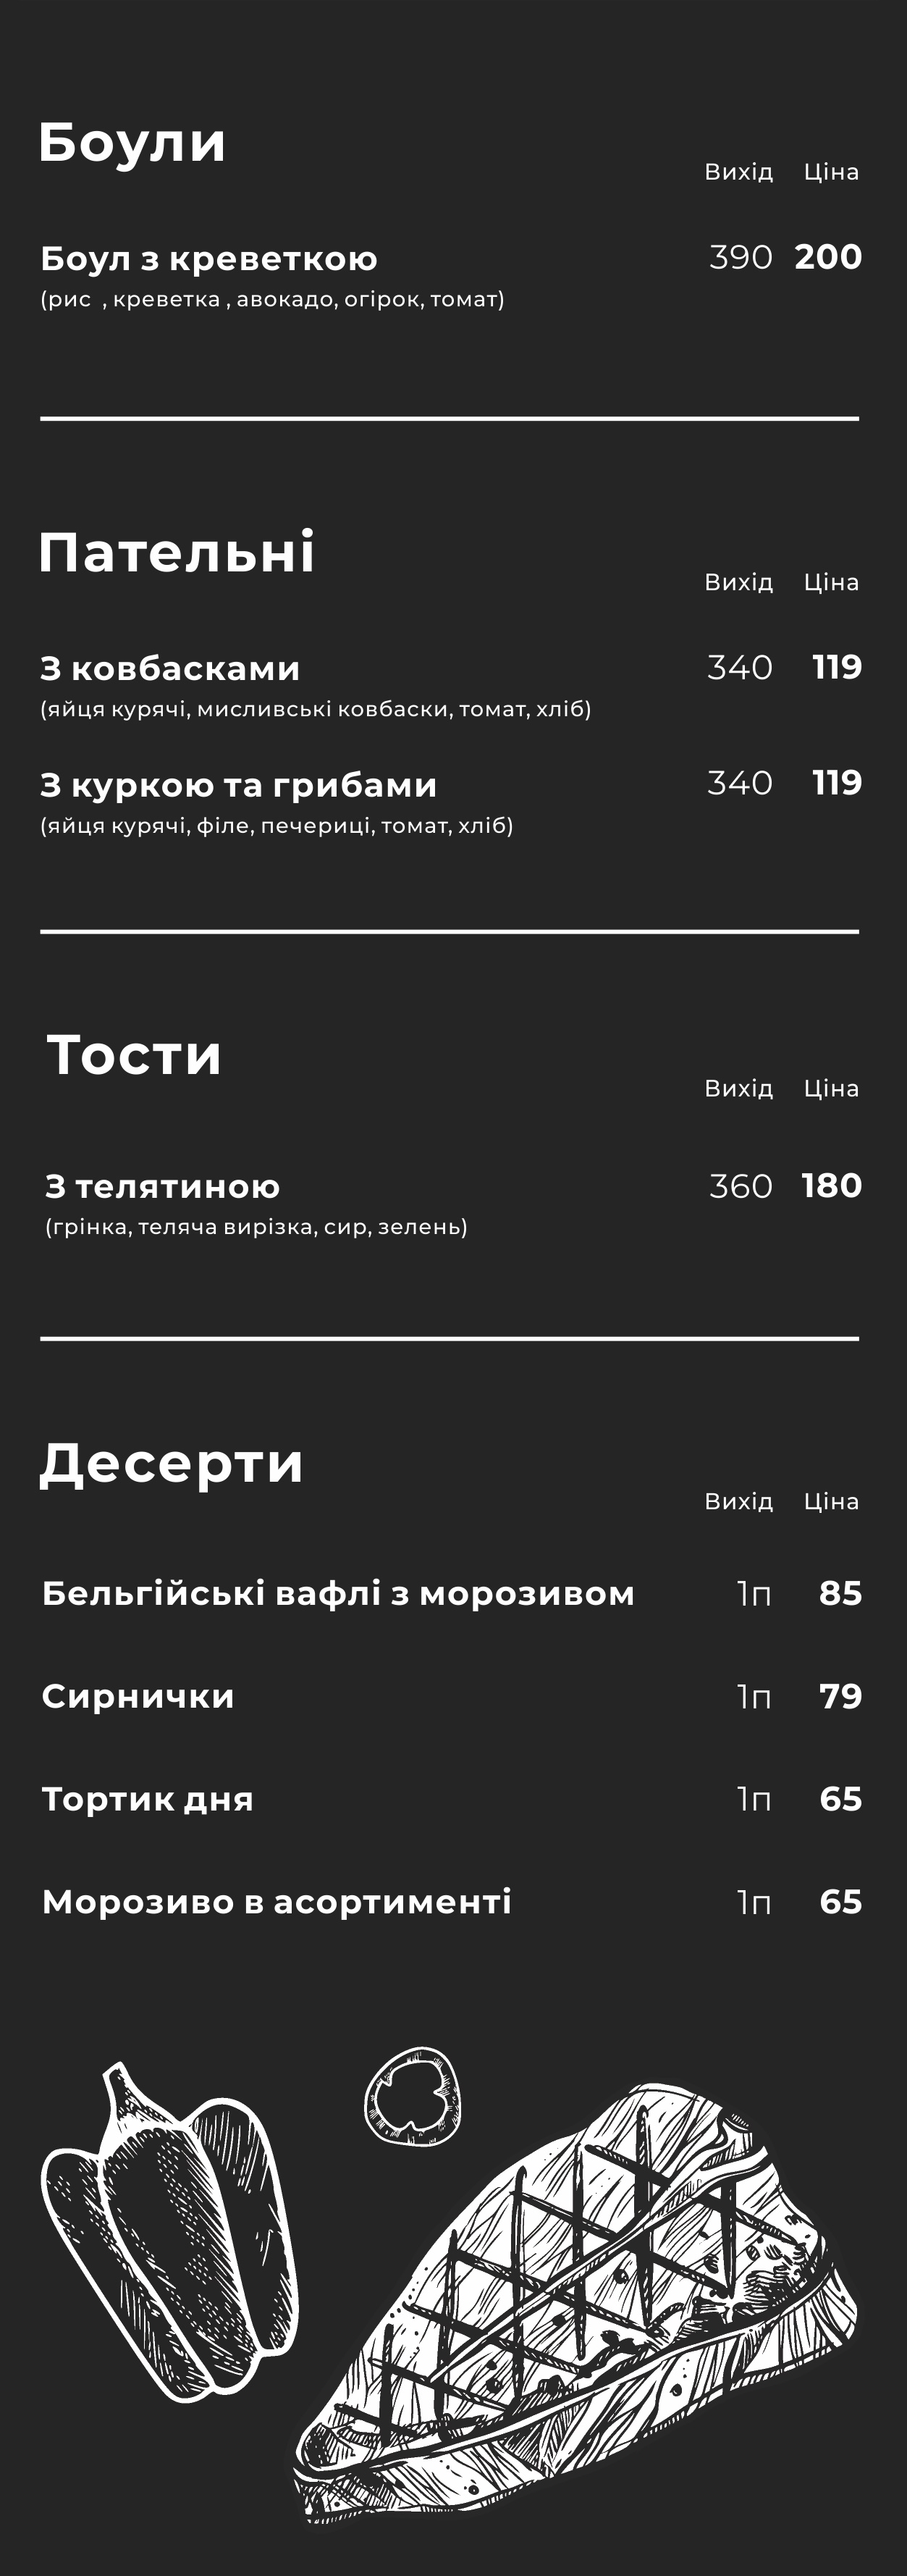 Боули
Вихід Ціна
Боул з креветкою 390 200
(рис , креветка , авокадо, огірок, томат)
Пательні
Вихід Ціна
З ковбасками 340 119
(яйця курячі, мисливські ковбаски, томат, хліб)
З куркою та грибами 340 119
(яйця курячі, філе, печериці, томат, хліб)
Тости
Вихід Ціна
З телятиною 360 180
(грінка, теляча вирізка, сир, зелень)
Десерти
Вихід Ціна
Бельгійські вафлі з морозивом 1п 85
Сирнички 1п 79
Тортик дня 1п 65
Морозиво в асортименті 1п 65